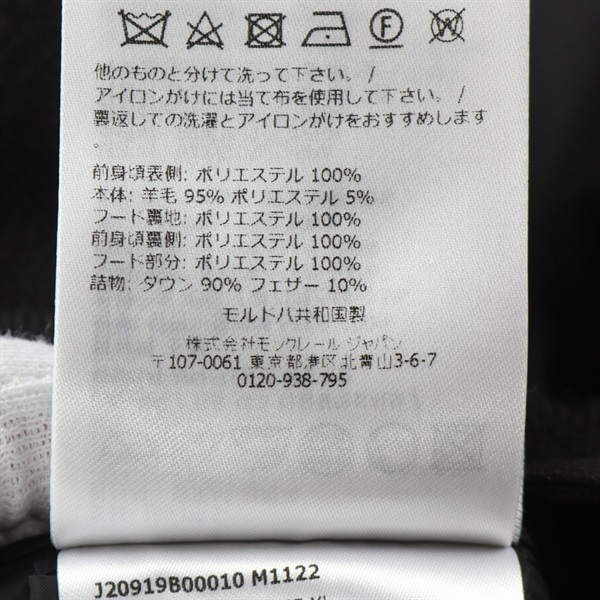 他のものと分けて洗って下さい。/
アイロンがけには当て布を使用して下さい。/
裏返しての洗濯とアイロンがけをおすすめします
。
前身頃表側: ポリエステル 100%
本体: 羊毛 95% ポリエステル 5%
フード裏地: ポリエステル 100%
前身頃裏側: ポリエステル 100%
フード部分: ポリエステル 100%
詰物: ダウン 90% フェザー 10%
モルドバ共和国製
株式会社モンクレール ジャパン
〒107-0061 東京都港区北青山3-6-7
0120-938-795
J20919B00010 M1122